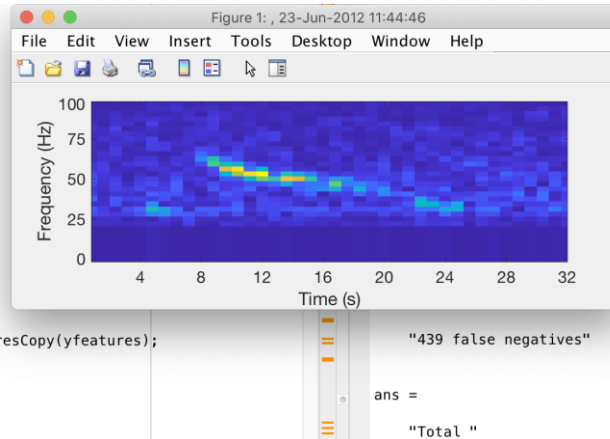 Figure 1: , 23-Jun-2012 11:44:46
File Edit View Insert Tools Desktop Window Help
100
75
50
25
0
Frequency (Hz)
4 8 12 16 20 24 28 32
Time (s)
resCopy(yfeatures);
"439 false negatives"
ans =
"Total "